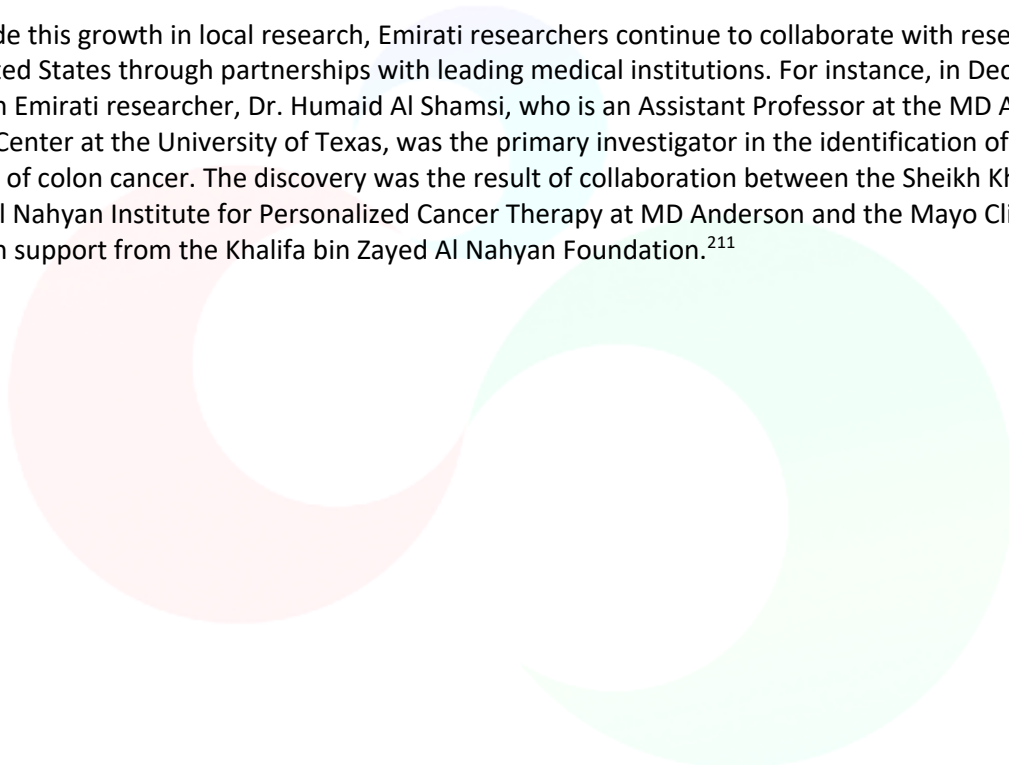 de this growth in local research, Emirati researchers continue to collaborate with rese
ted States through partnerships with leading medical institutions. For instance, in Dec
n Emirati researcher, Dr. Humaid Al Shamsi, who is an Assistant Professor at the MD A
Center at the University of Texas, was the primary investigator in the identification of
of colon cancer. The discovery was the result of collaboration between the Sheikh Kh
l Nahyan Institute for Personalized Cancer Therapy at MD Anderson and the Mayo Cli
n support from the Khalifa bin Zayed Al Nahyan Foundation.211